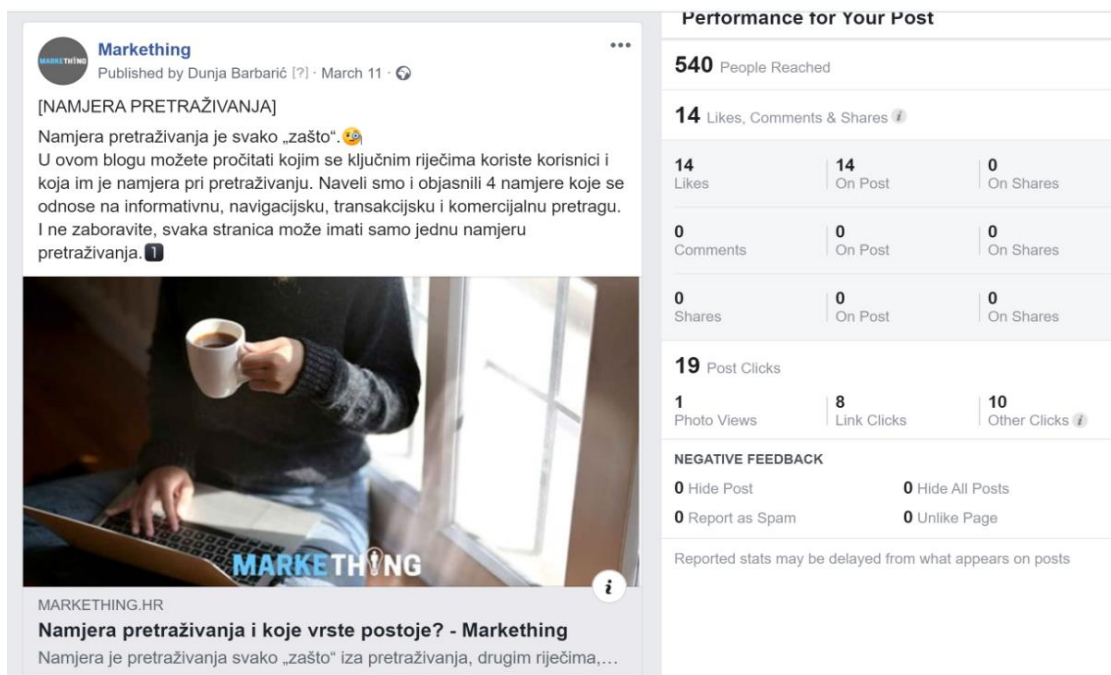 Markething
Published by Dunja Barbarić [?] · March 11 ·
[NAMJERA PRETRAŽIVANJA]
Namjera pretraživanja je svako „zašto“.🧐
U ovom blogu možete pročitati kojim se ključnim riječima koriste korisnici i
koja im je namjera pri pretraživanju. Naveli smo i objasnili 4 namjere koje se
odnose na informativnu, navigacijsku, transakcijsku i komercijalnu pretragu.
I ne zaboravite, svaka stranica može imati samo jednu namjeru
pretraživanja.1️⃣
MARKETHING
MARKETHING
MARKETHING.HR
Namjera pretraživanja i koje vrste postoje? - Markething
Namjera je pretraživanja svako „zašto“ iza pretraživanja, drugim riječima,…
Performance for Your Post
540 People Reached
14 Likes, Comments & Shares
14 14 0
Likes On Post On Shares
0 0 0
Comments On Post On Shares
0 0 0
Shares On Post On Shares
19 Post Clicks
1 8 10
Photo Views Link Clicks Other Clicks
NEGATIVE FEEDBACK
0 Hide Post 0 Hide All Posts
0 Report as Spam 0 Unlike Page
Reported stats may be delayed from what appears on posts